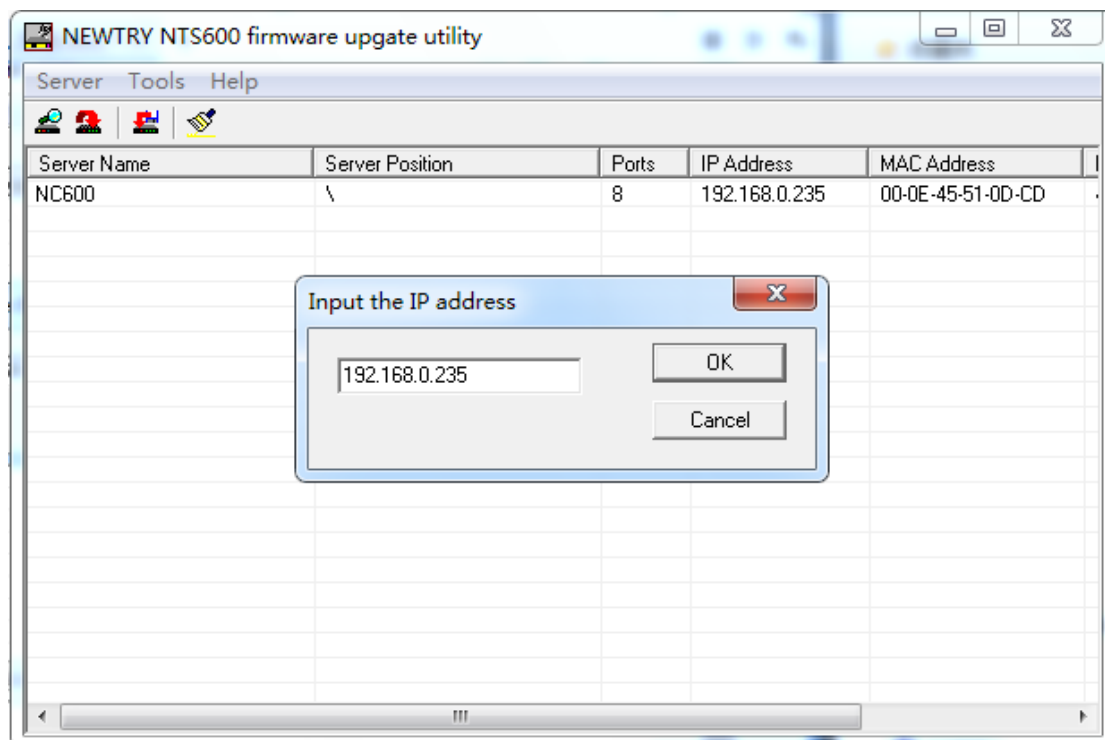 NEWTRY NTS600 firmware upgate utility
Server Tools Help
Server Name Server Position Ports IP Address MAC Address
NC600 \ 8 192.168.0.235 00-0E-45-51-0D-CD
Input the IP address
192.168.0.235
OK
Cancel